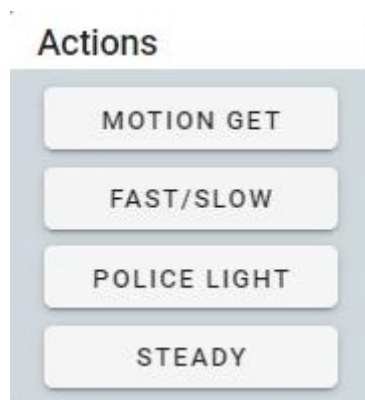 Actions
MOTION GET
FAST/SLOW
POLICE LIGHT
STEADY